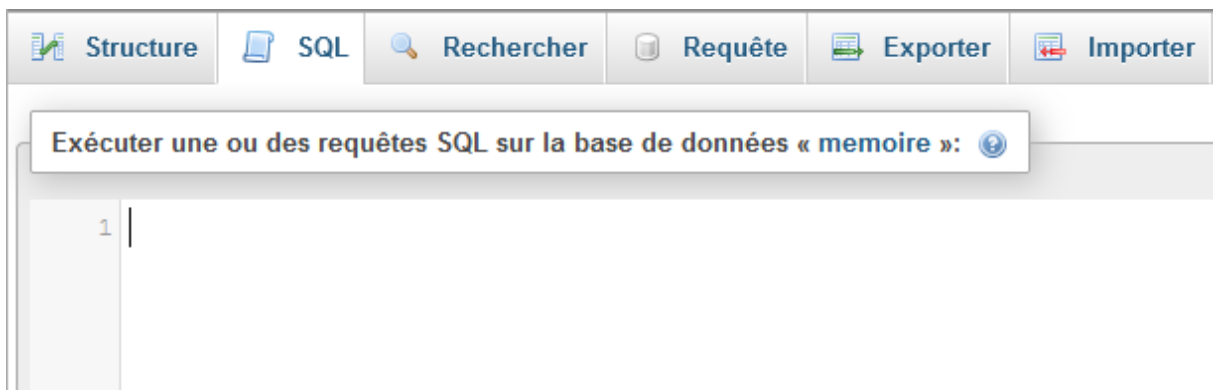 Structure SQL Rechercher Requête Exporter Importer
Exécuter une ou des requêtes SQL sur la base de données « memoire »:
1